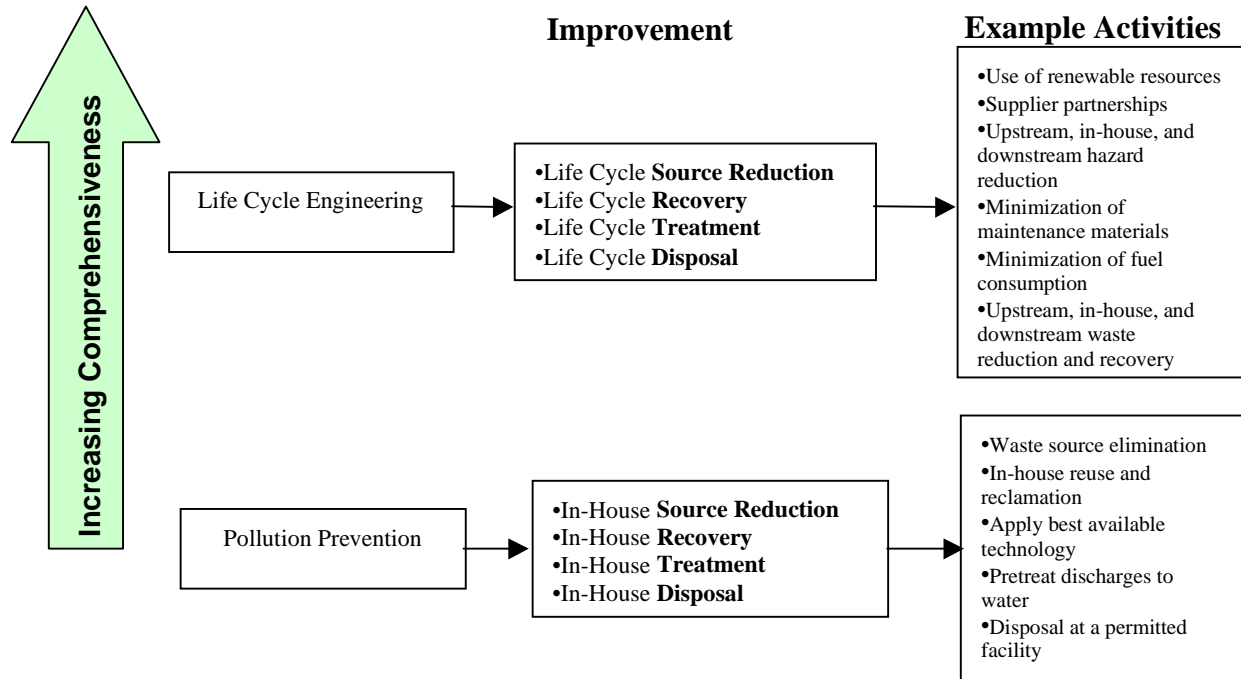 Improvement
Example Activities
Increasing Comprehensiveness
Life Cycle Engineering
•Life Cycle Source Reduction
•Life Cycle Recovery
•Life Cycle Treatment
•Life Cycle Disposal
•Use of renewable resources
•Supplier partnerships
•Upstream, in-house, and
downstream hazard
reduction
•Minimization of
maintenance materials
•Minimization of fuel
consumption
•Upstream, in-house, and
downstream waste
reduction and recovery
Pollution Prevention
•In-House Source Reduction
•In-House Recovery
•In-House Treatment
•In-House Disposal
•Waste source elimination
•In-house reuse and
reclamation
•Apply best available
technology
•Pretreat discharges to
water
•Disposal at a permitted
facility